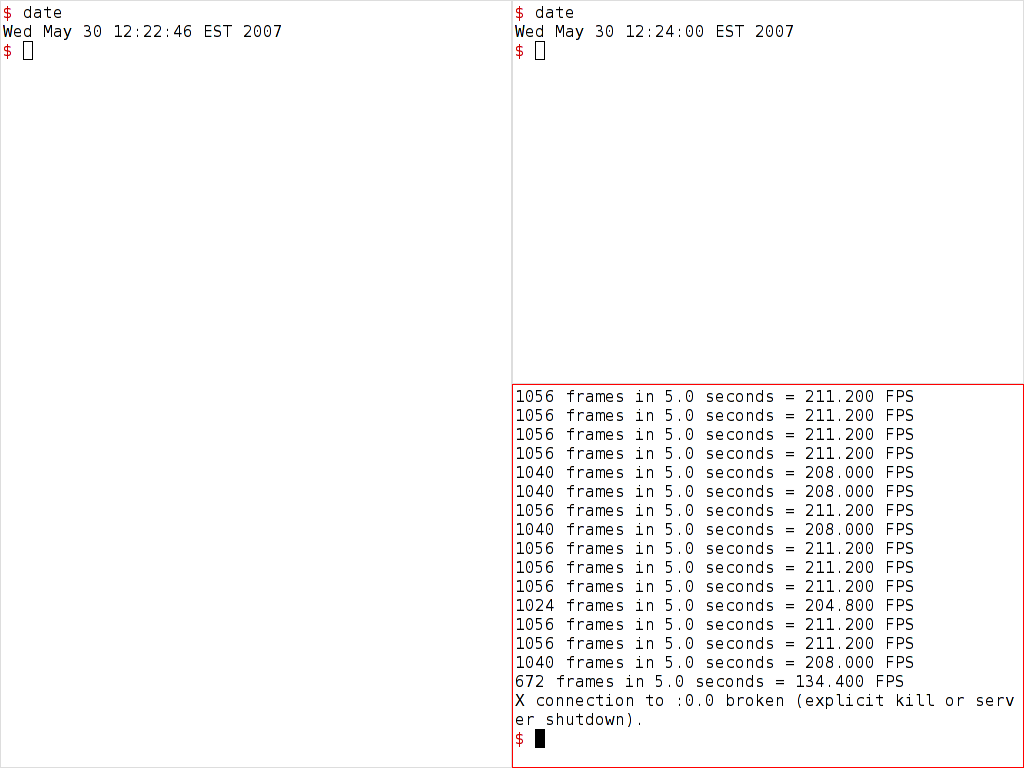 $ date
Wed May 30 12:22:46 EST 2007
$
$ date
Wed May 30 12:24:00 EST 2007
$
1056 frames in 5.0 seconds = 211.200 FPS
1056 frames in 5.0 seconds = 211.200 FPS
1056 frames in 5.0 seconds = 211.200 FPS
1056 frames in 5.0 seconds = 211.200 FPS
1040 frames in 5.0 seconds = 208.000 FPS
1040 frames in 5.0 seconds = 208.000 FPS
1056 frames in 5.0 seconds = 211.200 FPS
1040 frames in 5.0 seconds = 208.000 FPS
1056 frames in 5.0 seconds = 211.200 FPS
1056 frames in 5.0 seconds = 211.200 FPS
1056 frames in 5.0 seconds = 211.200 FPS
1024 frames in 5.0 seconds = 204.800 FPS
1056 frames in 5.0 seconds = 211.200 FPS
1056 frames in 5.0 seconds = 211.200 FPS
1040 frames in 5.0 seconds = 208.000 FPS
672 frames in 5.0 seconds = 134.400 FPS
X connection to :0.0 broken (explicit kill or serv
er shutdown).
$